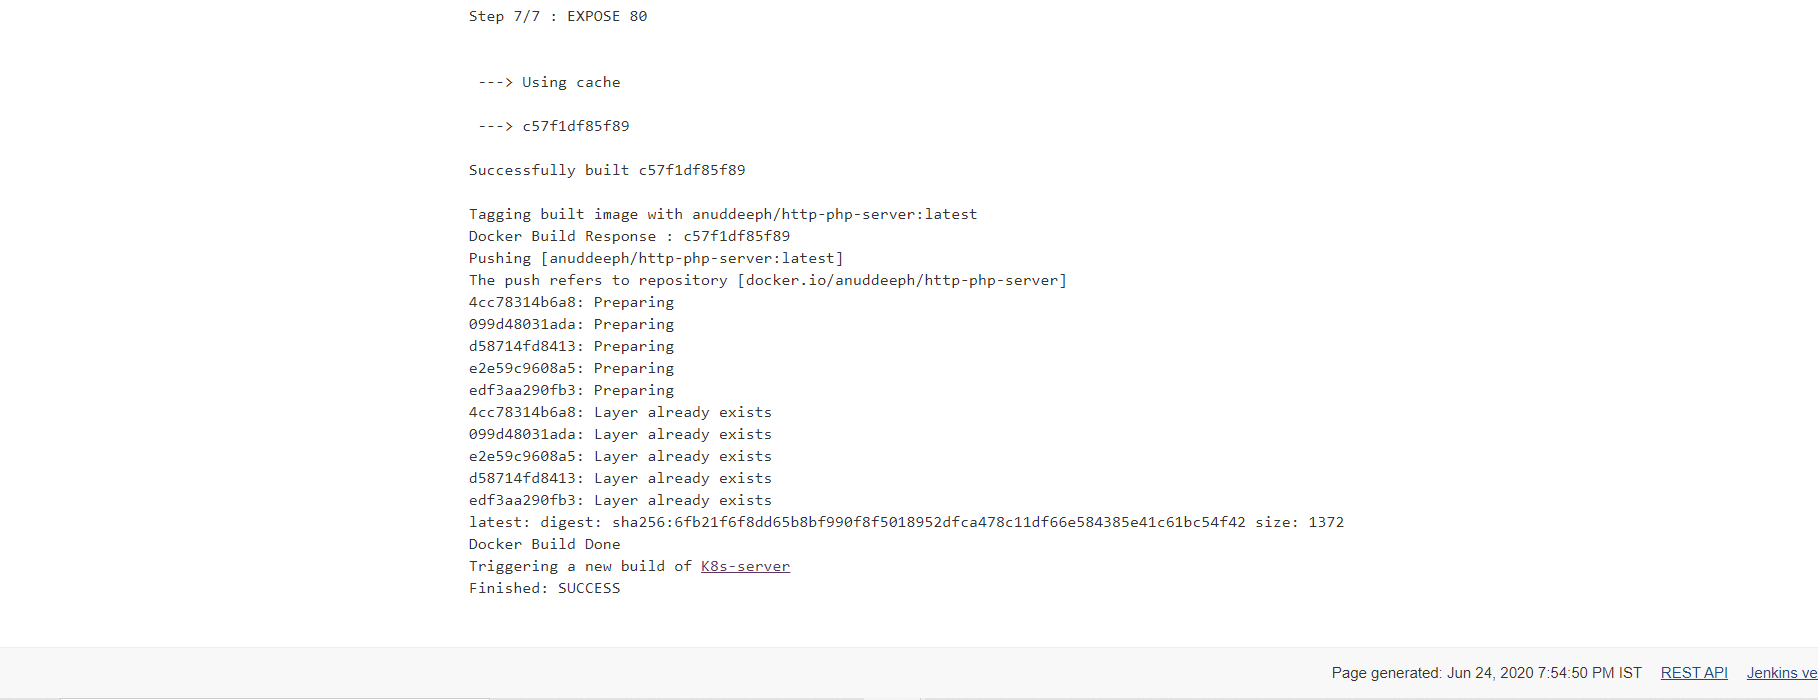 Step 7/7 : EXPOSE 80
---> Using cache
---> c57f1df85f89
Successfully built c57f1df85f89
Tagging built image with anuddeeph/http-php-server:latest
Docker Build Response : c57f1df85f89
Pushing [anuddeeph/http-php-server:latest]
The push refers to repository [docker.io/anuddeeph/http-php-server]
4cc78314b6a8: Preparing
099d48031ada: Preparing
d58714fd8413: Preparing
e2e59c9608a5: Preparing
edf3aa290fb3: Preparing
4cc78314b6a8: Layer already exists
099d48031ada: Layer already exists
e2e59c9608a5: Layer already exists
d58714fd8413: Layer already exists
edf3aa290fb3: Layer already exists
latest: digest: sha256:6fb21f6f8dd65b8bf990f8f5018952dfca478c11df66e584385e41c61bc54f42 size: 1372
Docker Build Done
Triggering a new build of K8s-server
Finished: SUCCESS
Page generated: Jun 24, 2020 7:54:50 PM IST REST API Jenkins ve